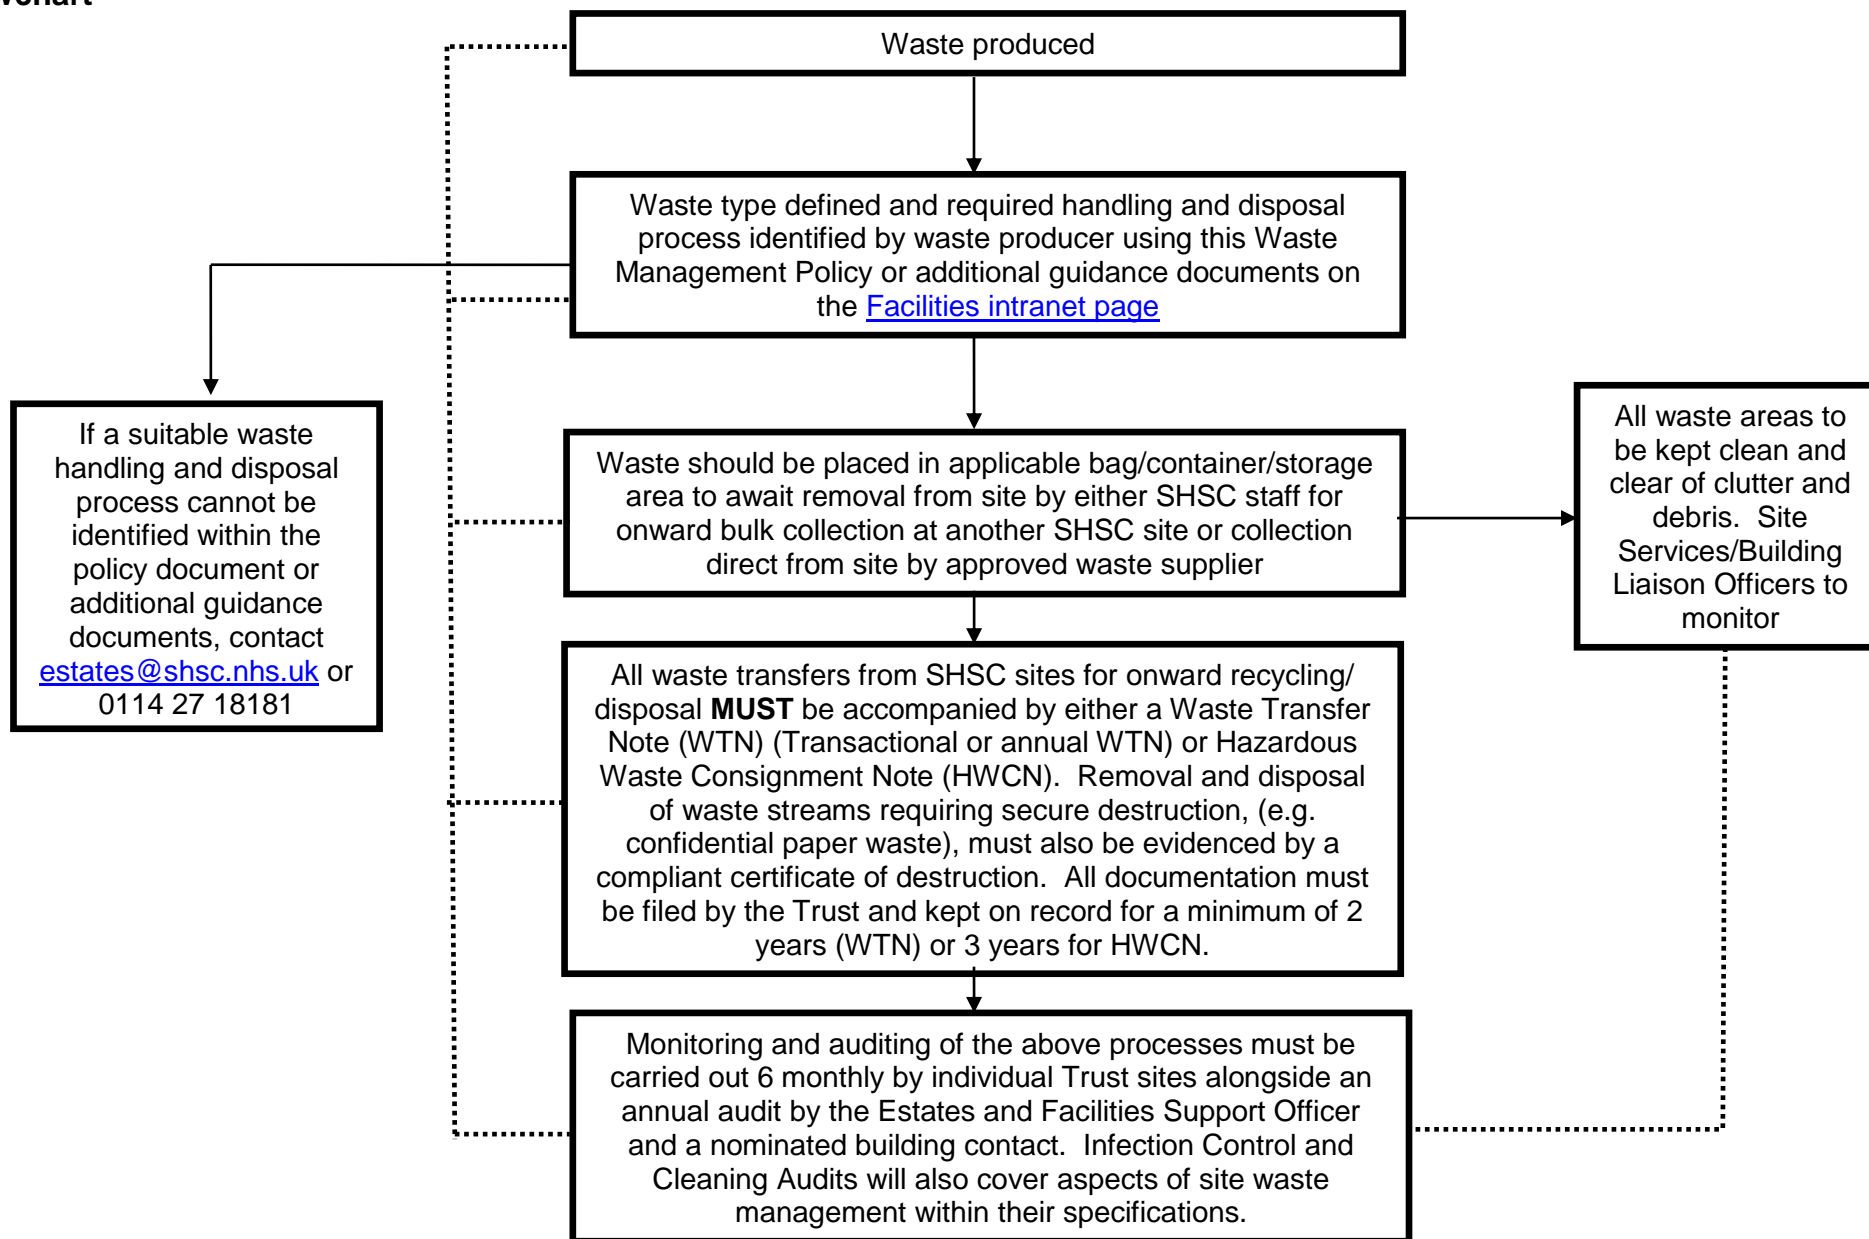 Waste produced
Waste type defined and required handling and disposal
process identified by waste producer using this Waste
Management Policy or additional guidance documents on
the Facilities intranet page
If a suitable waste
handling and disposal
process cannot be
identified within the
policy document or
additional guidance
documents, contact
estates@shsc.nhs.uk or
0114 27 18181
Waste should be placed in applicable bag/container/storage
area to await removal from site by either SHSC staff for
onward bulk collection at another SHSC site or collection
direct from site by approved waste supplier
All waste areas to
be kept clean and
clear of clutter and
debris.  Site
Services/Building
Liaison Officers to
monitor
All waste transfers from SHSC sites for onward recycling/
disposal MUST be accompanied by either a Waste Transfer
Note (WTN) (Transactional or annual WTN) or Hazardous
Waste Consignment Note (HWCN).  Removal and disposal
of waste streams requiring secure destruction, (e.g.
confidential paper waste), must also be evidenced by a
compliant certificate of destruction.  All documentation must
be filed by the Trust and kept on record for a minimum of 2
years (WTN) or 3 years for HWCN.
Monitoring and auditing of the above processes must be
carried out 6 monthly by individual Trust sites alongside an
annual audit by the Estates and Facilities Support Officer
and a nominated building contact.  Infection Control and
Cleaning Audits will also cover aspects of site waste
management within their specifications.